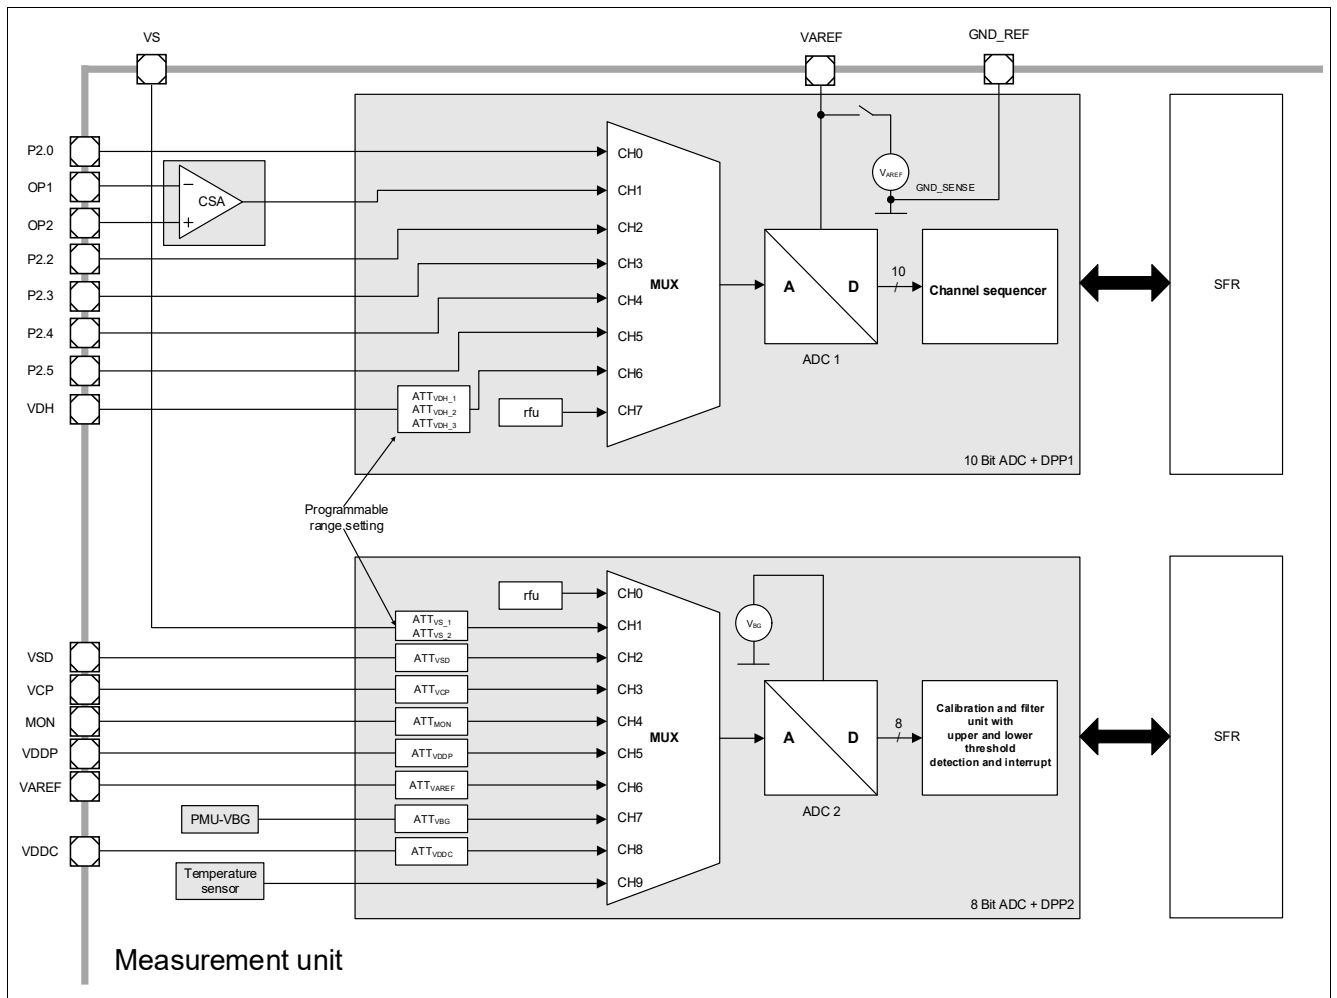 VS
VAREF
GND_REF
P2.0
OP1
OP2
P2.2
P2.3
P2.4
P2.5
VDH
−
CSA
+
ATTVDH_1
ATTVDH_2
ATTVDH_3
rfu
CH0
CH1
CH2
CH3
CH4
CH5
CH6
CH7
MUX
VAREF
GND_SENSE
A
D
ADC 1
10
Channel sequencer
SFR
10 Bit ADC + DPP1
Programmable
range setting
VSD
VCP
MON
VDDP
VAREF
VDDC
PMU-VBG
Temperature
sensor
rfu
ATTVS_1
ATTVS_2
ATTVSD
ATTVCP
ATTMON
ATTVDDP
ATTVAREF
ATTVBG
ATTVDDC
CH0
CH1
CH2
CH3
CH4
CH5
CH6
CH7
CH8
CH9
MUX
VBG
A
D
ADC 2
8
Calibration and filter
unit with
upper and lower
threshold
detection and interrupt
SFR
8 Bit ADC + DPP2
Measurement unit